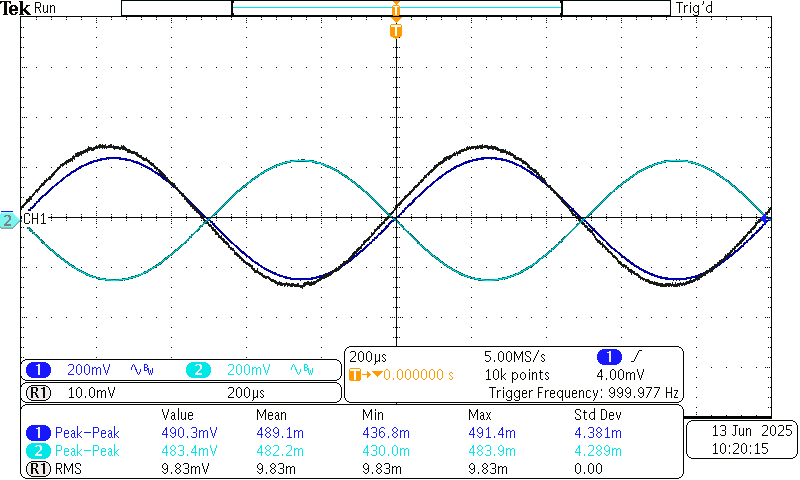 Tek Run Trig'd
T
T
2 CH1
1 200mV BW 2 200mV BW
R1 10.0mV 200µs
200µs 5.00MS/s 1
T→▼0.000000 s 10k points 4.00mV
Trigger Frequency: 999.977 Hz
Value Mean Min Max Std Dev
1 Peak–Peak 490.3mV 489.1m 436.8m 491.4m 4.381m
2 Peak–Peak 483.4mV 482.2m 430.0m 483.9m 4.289m
R1 RMS 9.83mV 9.83m 9.83m 9.83m 0.00
13 Jun 2025
10:20:15